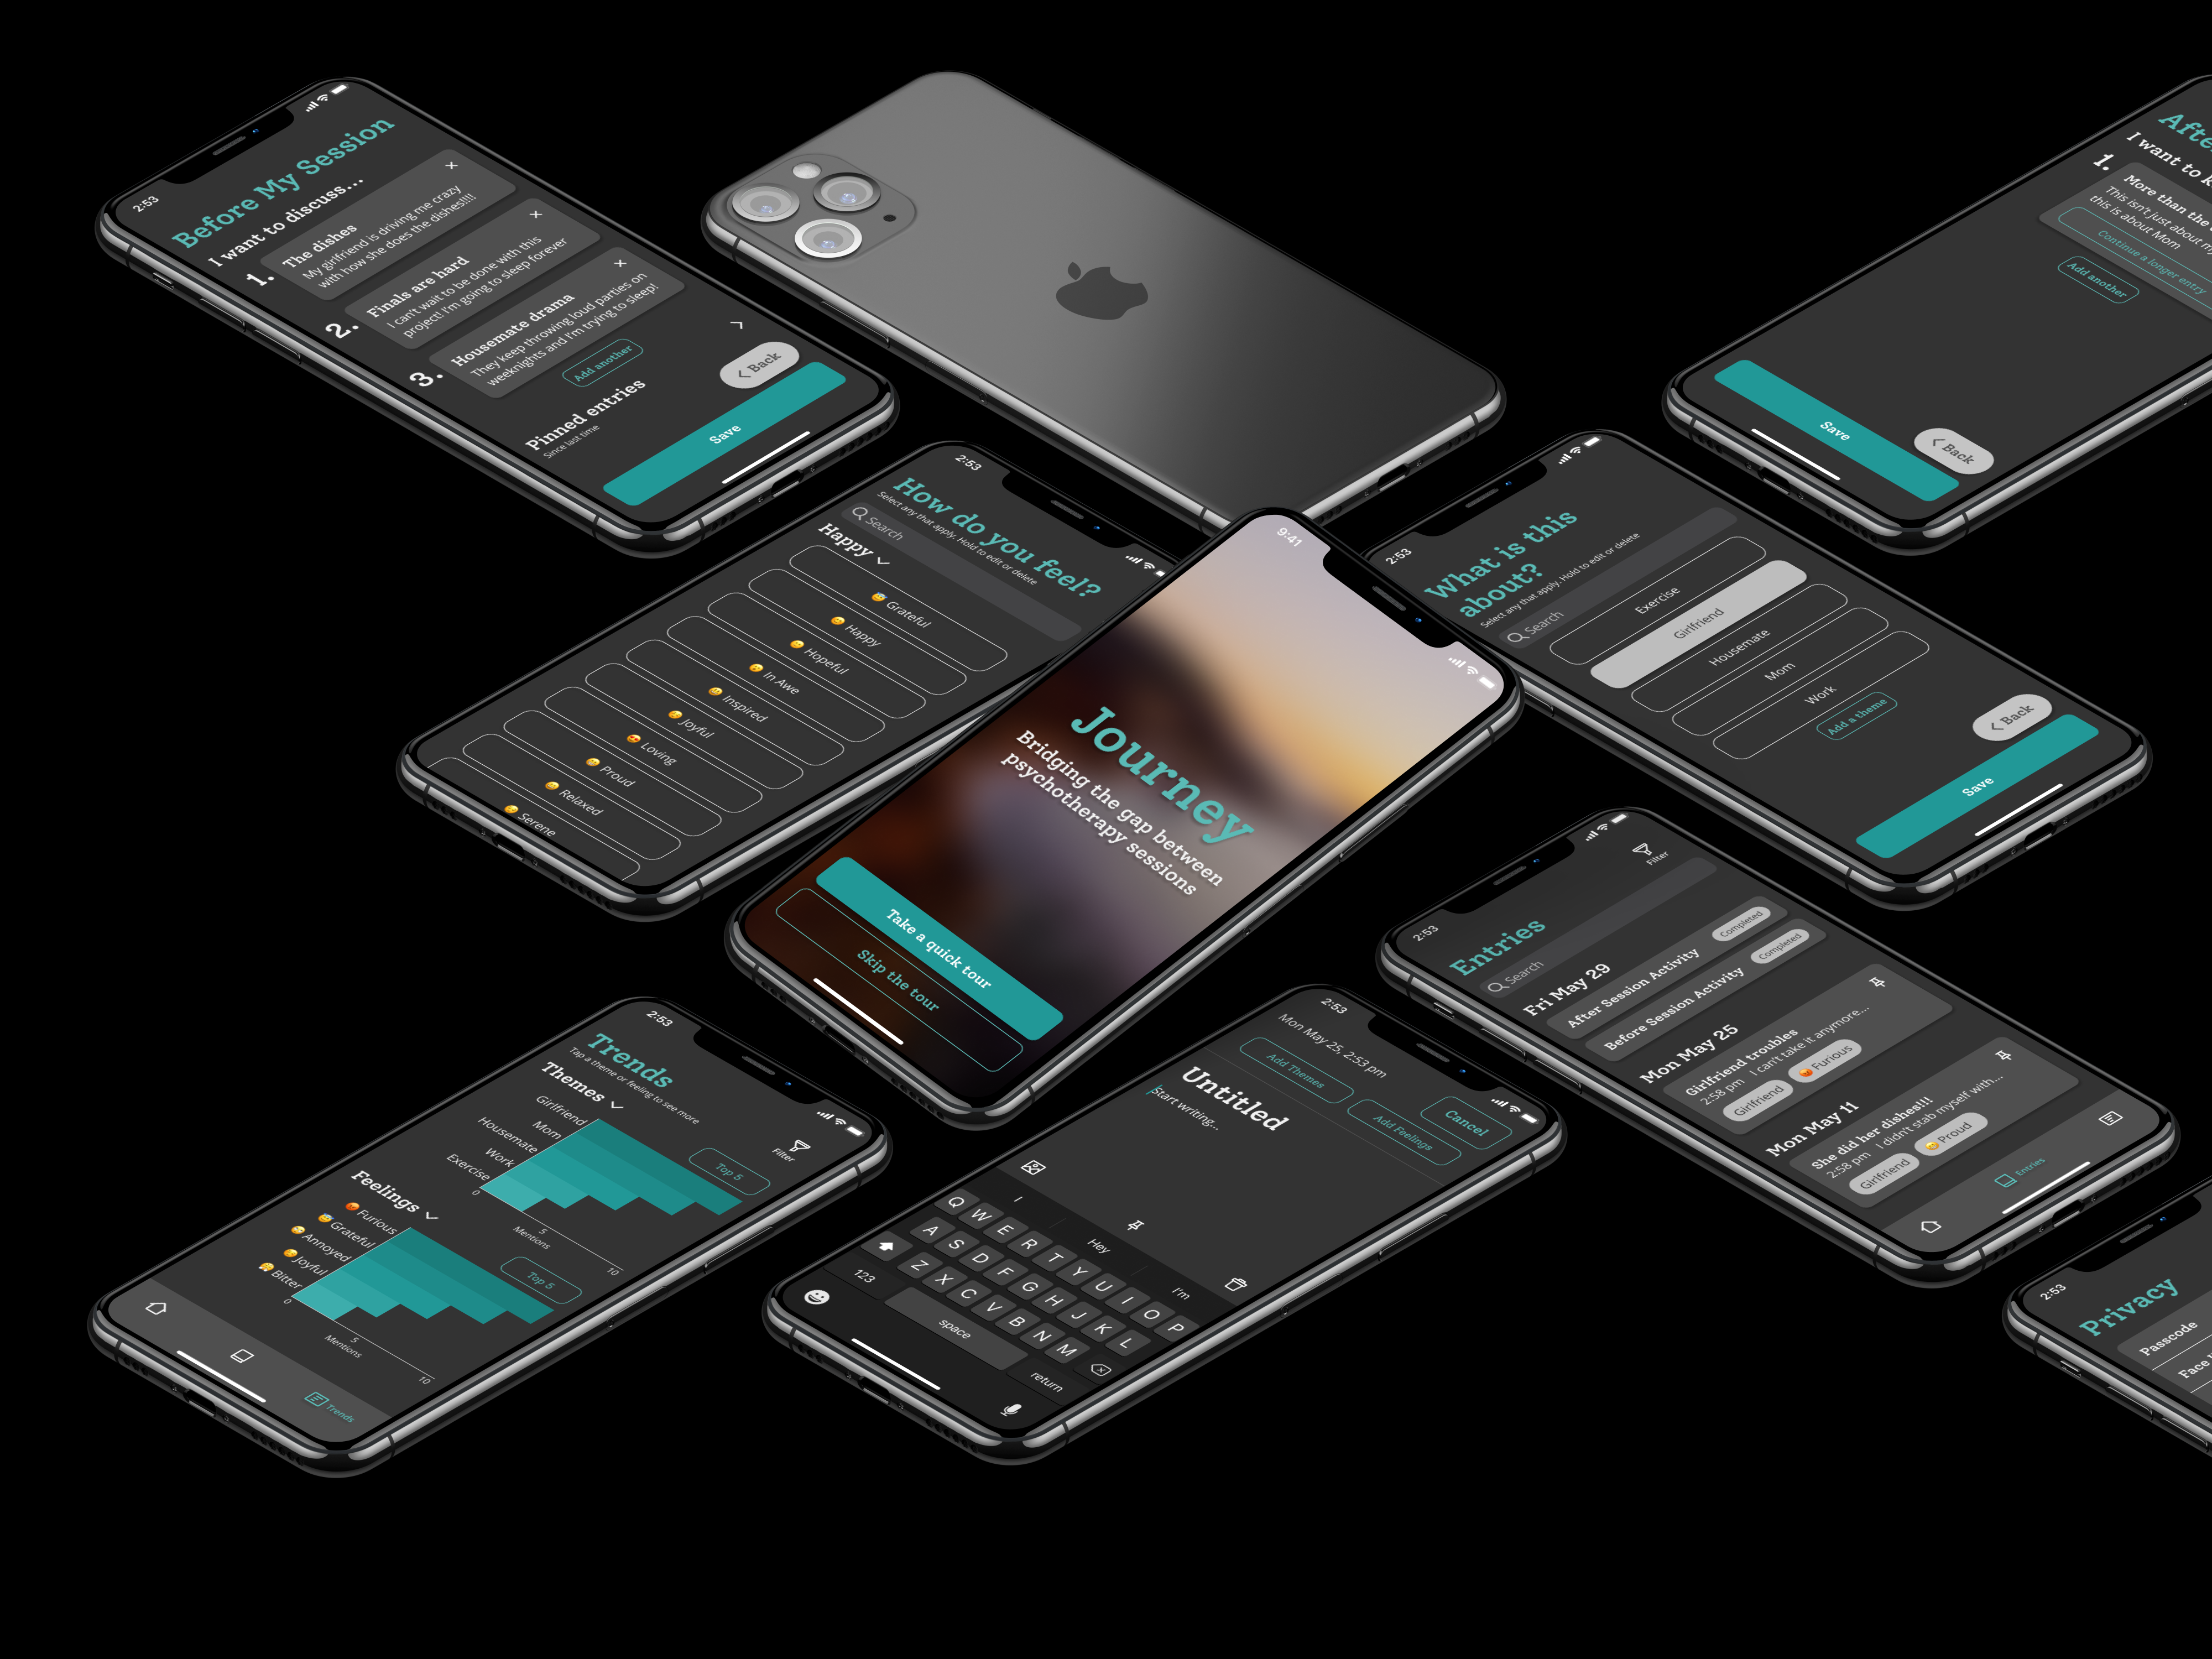 2:53
Before My Session
I want to discuss...
1.
The dishes
My girlfriend is driving me crazy
with how she does the dishes!!!!
2.
Finals are hard
I can't wait to be done with this
project! I'm going to sleep forever
3.
Housemate drama
They keep throwing loud parties on
weeknights and I'm trying to sleep!
Add another
Pinned entries
Since last time
Back
Save
After
I want to k
1.
More than the
This isn't just about m
this is about Mom
Continue a longer entry
Add another
Back
Save
2:53
How do you feel?
Select any that apply. Hold to edit or delete
Search
Happy
Grateful
Happy
Hopeful
In Awe
Inspired
Joyful
Loving
Proud
Relaxed
Serene
9:41
Journey
Bridging the gap between
psychotherapy sessions
Take a quick tour
Skip the tour
2:53
What is this
about?
Select any that apply. Hold to edit or delete
Search
Exercise
Girlfriend
Housemate
Mom
Work
Add a theme
Back
Save
2:53
Filter
Entries
Search
Fri May 29
After Session Activity
Completed
Before Session Activity
Completed
Mon May 25
Girlfriend troubles
2:58 pm I can't take it anymore...
Girlfriend
Furious
Mon May 11
She did her dishes!!!
2:58 pm I didn't stab myself with...
Girlfriend
Proud
Entries
2:53
Trends
Tap a theme or feeling to see more
Filter
Themes
Top 5
Girlfriend
Mom
Housemate
Work
Exercise
0
5
10
Mentions
Feelings
Top 5
Furious
Grateful
Annoyed
Joyful
Bitter
0
5
10
Mentions
Trends
2:53
Mon May 25, 2:53 pm
Cancel
Add Themes
Add Feelings
Untitled
Start writing...
I
Hey
I'm
Q W E R T Y U I O P
A S D F G H J K L
Z X C V B N M
123
space
return
2:53
Privacy
Passcode
Face